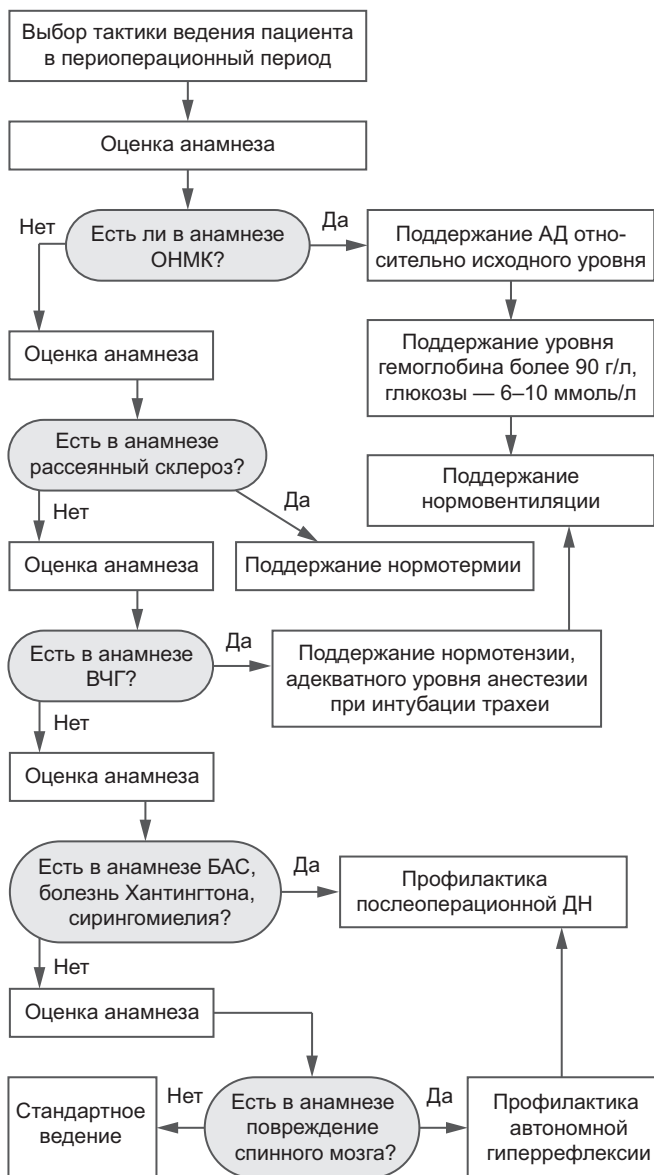 Выбор тактики ведения пациента
в периоперационный период
Оценка анамнеза
Нет
Есть ли в анамнезе
ОНМК?
Да
Поддержание АД отно-
сительно исходного уровня
Оценка анамнеза
Поддержание уровня
гемоглобина более 90 г/л,
глюкозы — 6–10 ммоль/л
Есть в анамнезе
рассеянный склероз?
Да
Нет
Поддержание
нормовентиляции
Оценка анамнеза
Поддержание нормотермии
Есть в анамнезе
ВЧГ?
Да
Нет
Поддержание нормотензии,
адекватного уровня анестезии
при интубации трахеи
Оценка анамнеза
Есть в анамнезе БАС,
болезнь Хантингтона,
сирингомиелия?
Да
Нет
Профилактика
послеоперационной ДН
Оценка анамнеза
Стандартное
ведение
Нет
Есть в анамнезе
повреждение
спинного мозга?
Да
Профилактика
автономной
гиперрефлексии